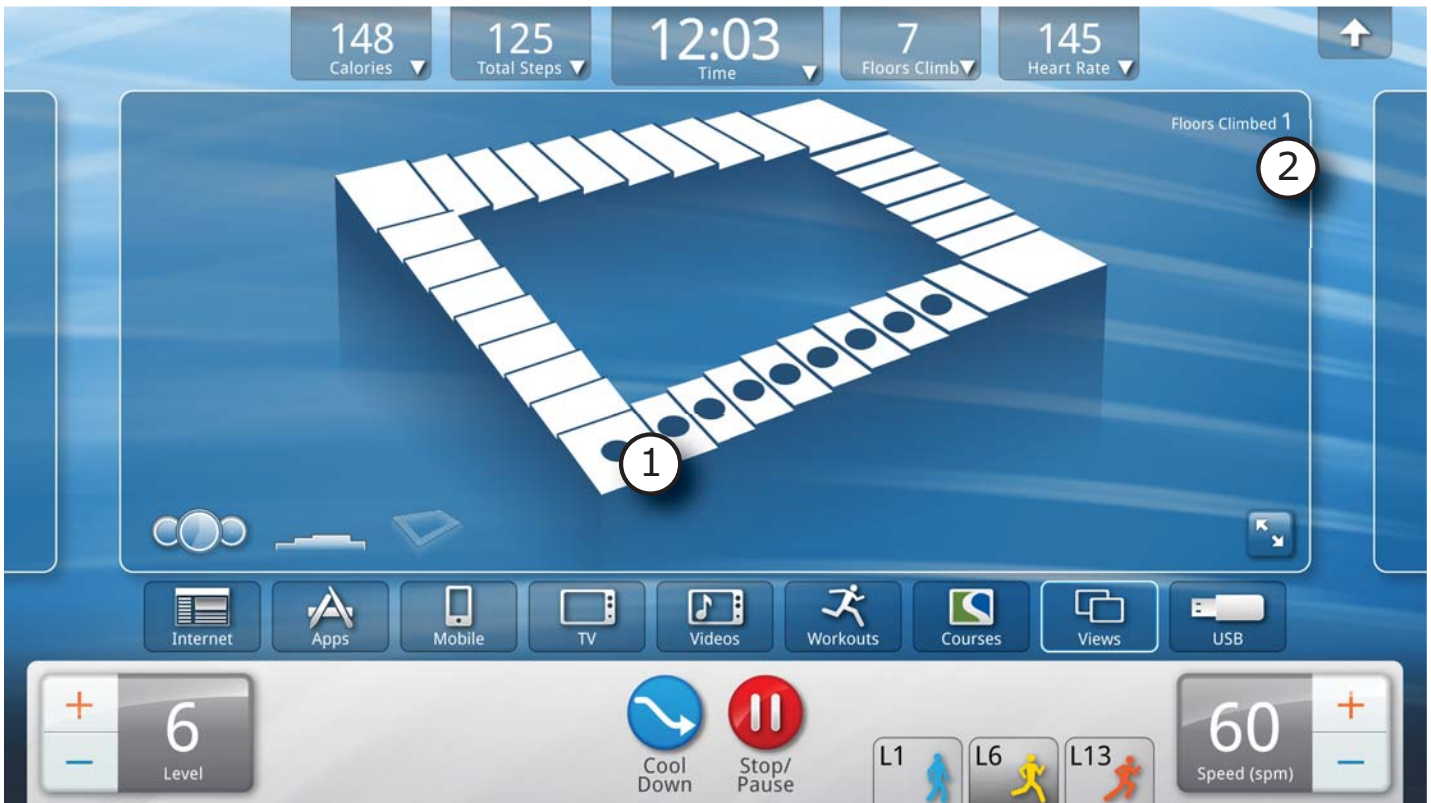 148
Calories
125
Total Steps
12:03
Time
7
Floors Climb
145
Heart Rate
Floors Climbed 1
2
1
Internet
Apps
Mobile
TV
Videos
Workouts
Courses
Views
USB
+
−
6
Level
Cool
Down
Stop/
Pause
L1
L6
L13
60
Speed (spm)
+
−